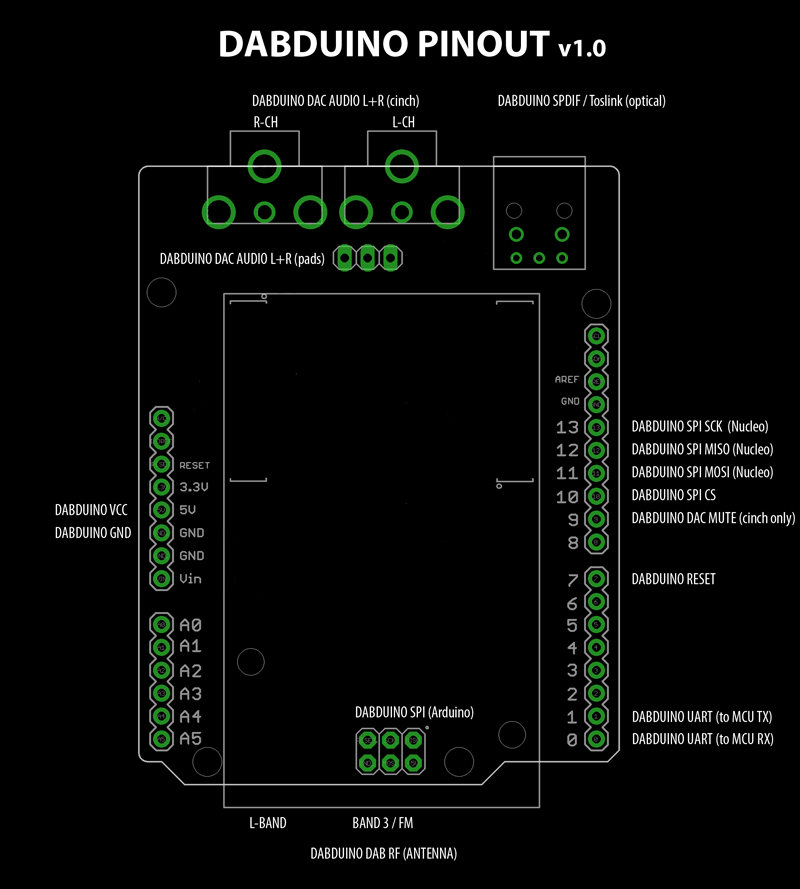 DABDUINO PINOUT v1.0
DABDUINO DAC AUDIO L+R (cinch)
DABDUINO SPDIF / Toslink (optical)
R-CH
L-CH
DABDUINO DAC AUDIO L+R (pads)
AREF
GND
13 DABDUINO SPI SCK (Nucleo)
12 DABDUINO SPI MISO (Nucleo)
11 DABDUINO SPI MOSI (Nucleo)
10 DABDUINO SPI CS
9 DABDUINO DAC MUTE (cinch only)
8
RESET
3.3V
DABDUINO VCC 5V
DABDUINO GND GND
GND
Vin
7 DABDUINO RESET
6
5
4
3
2
1 DABDUINO UART (to MCU TX)
0 DABDUINO UART (to MCU RX)
A0
A1
A2
A3
A4
A5
DABDUINO SPI (Arduino)
L-BAND
BAND 3 / FM
DABDUINO DAB RF (ANTENNA)